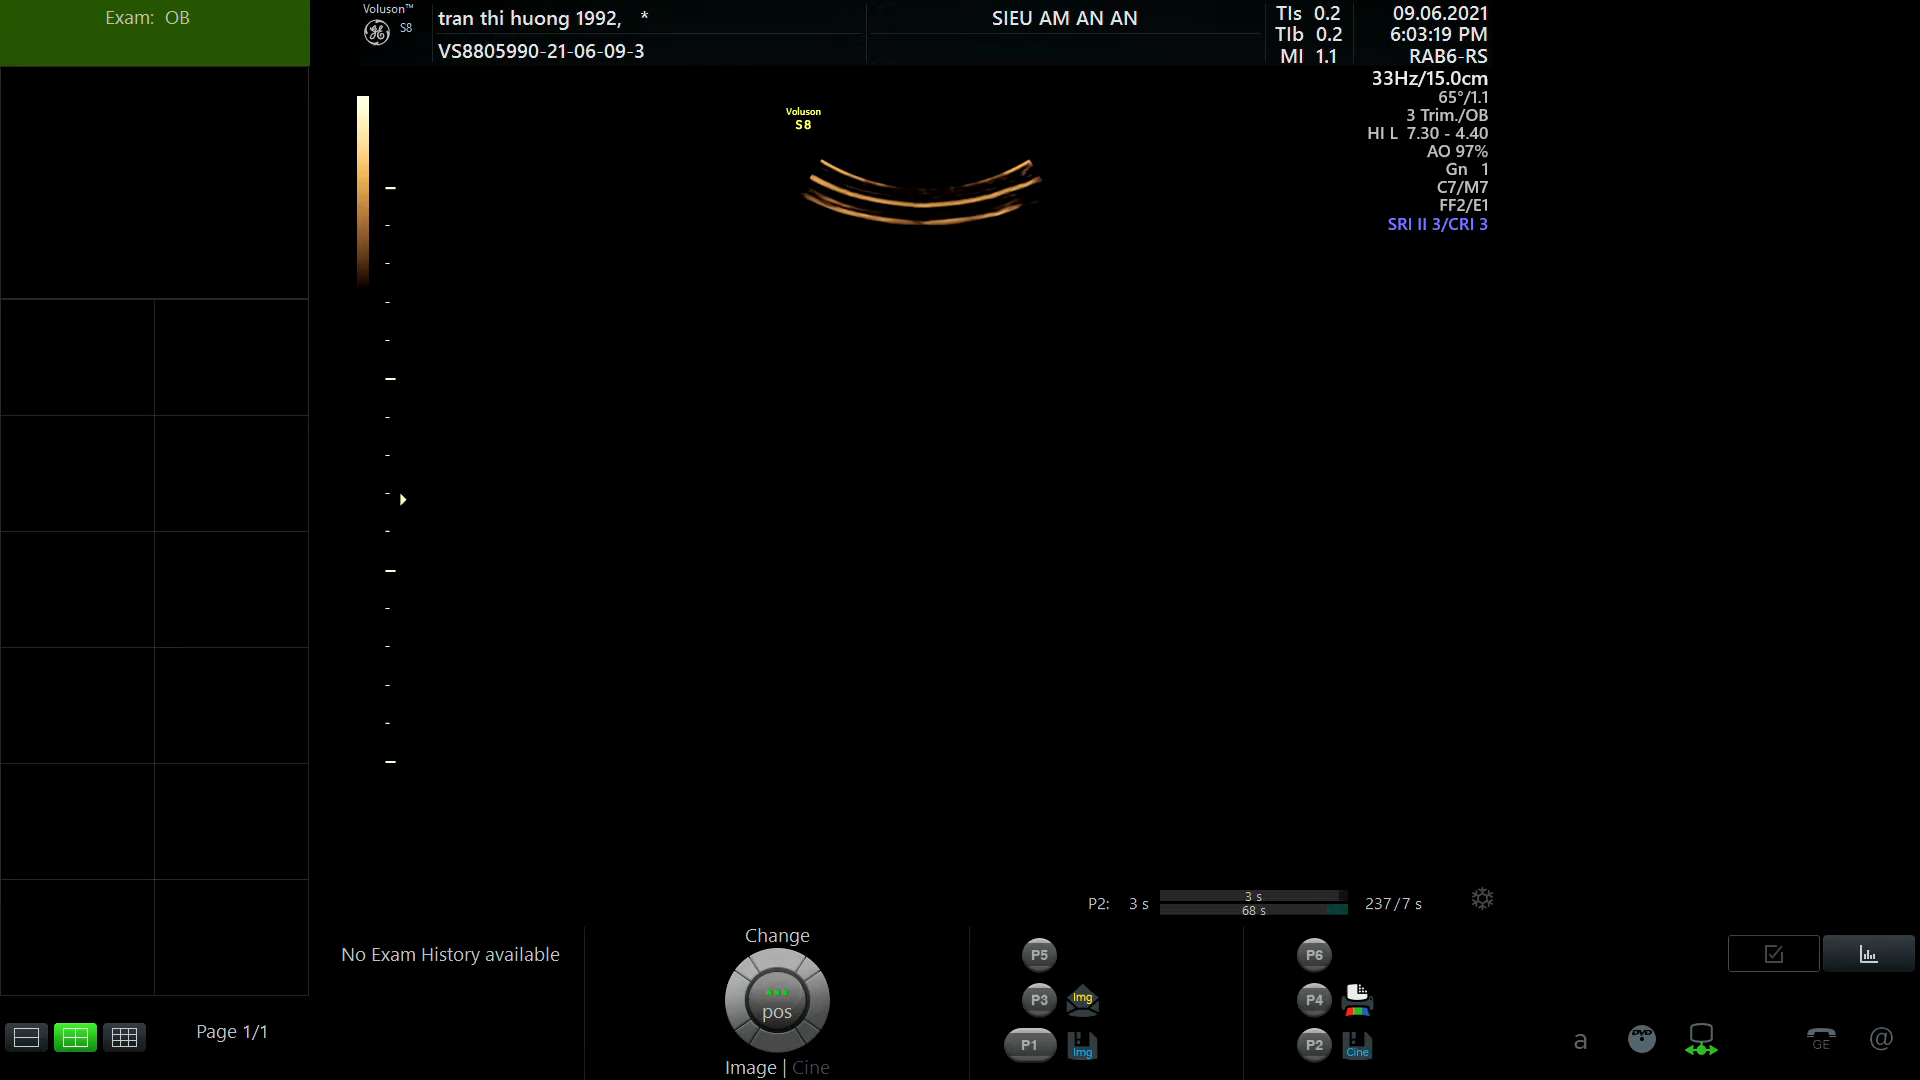 Exam: OB
Voluson™
S8
tran thi huong 1992, *
VS8805990-21-06-09-3
SIEU AM AN AN
TIs 0.2
TIb 0.2
MI 1.1
09.06.2021
6:03:19 PM
RAB6-RS
33Hz/15.0cm
65°/1.1
3 Trim./OB
HI L 7.30 - 4.40
AO 97%
Gn 1
C7/M7
FF2/E1
SRI II 3/CRI 3
Voluson
S8
P2: 3 s
3 s
68 s
237/7 s
No Exam History available
Change
pos
Image | Cine
P5
P3 Img
P1 Img
P6
P4
P2 Cine
Page 1/1
a
DVD
GE
@